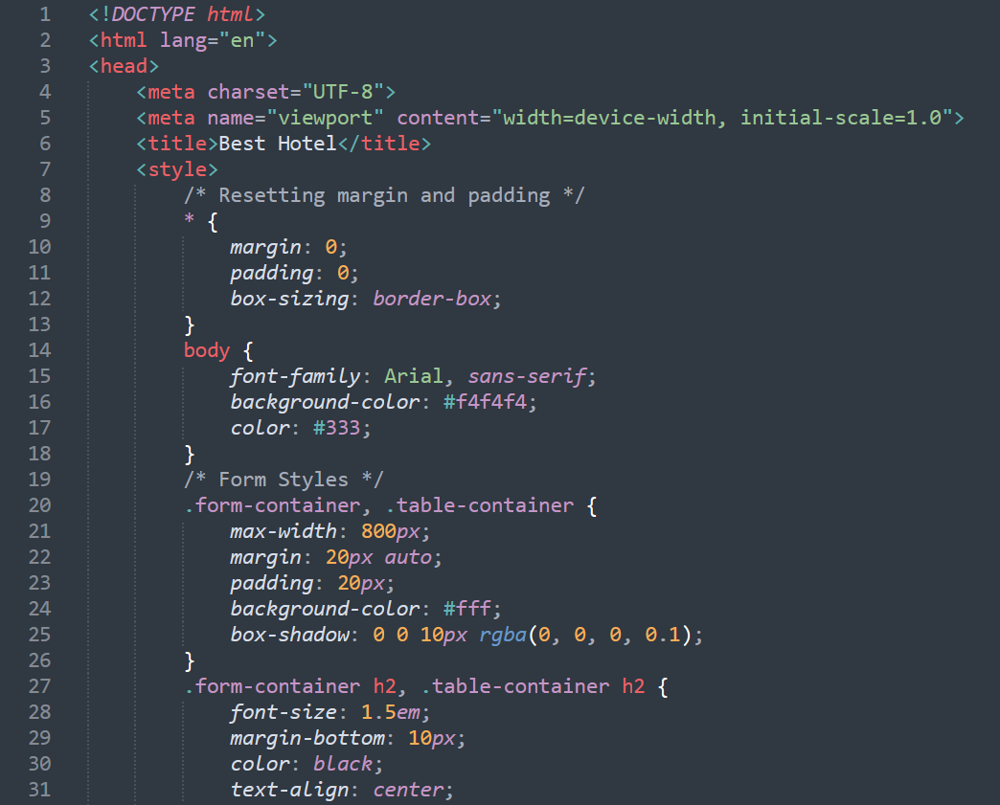 1 <!DOCTYPE html>
2 <html lang="en">
3 <head>
4     <meta charset="UTF-8">
5     <meta name="viewport" content="width=device-width, initial-scale=1.0">
6     <title>Best Hotel</title>
7     <style>
8         /* Resetting margin and padding */
9         * {
10             margin: 0;
11             padding: 0;
12             box-sizing: border-box;
13         }
14         body {
15             font-family: Arial, sans-serif;
16             background-color: #f4f4f4;
17             color: #333;
18         }
19         /* Form Styles */
20         .form-container, .table-container {
21             max-width: 800px;
22             margin: 20px auto;
23             padding: 20px;
24             background-color: #fff;
25             box-shadow: 0 0 10px rgba(0, 0, 0, 0.1);
26         }
27         .form-container h2, .table-container h2 {
28             font-size: 1.5em;
29             margin-bottom: 10px;
30             color: black;
31             text-align: center;